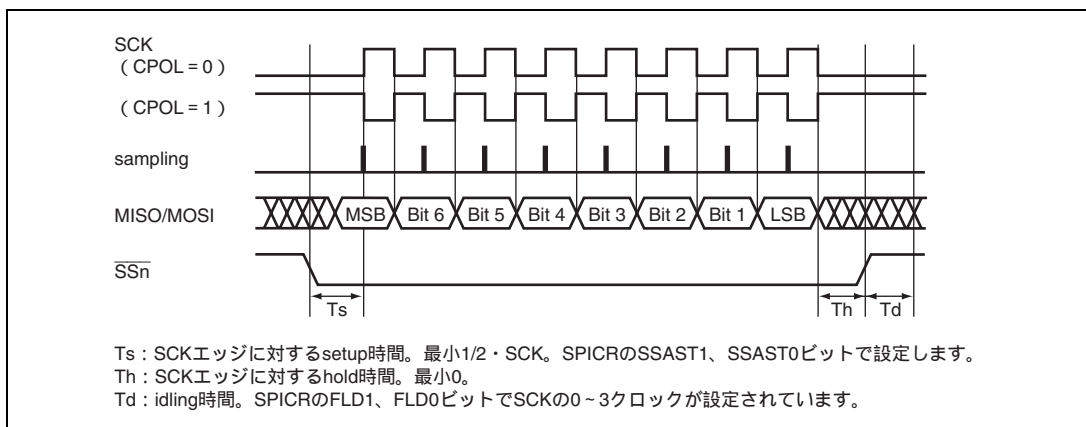 SCK
（CPOL = 0）
（CPOL = 1）
sampling
MISO/MOSI MSB Bit 6 Bit 5 Bit 4 Bit 3 Bit 2 Bit 1 LSB
SSn
Ts Th Td
Ts：SCKエッジに対するsetup時間。最小1/2・SCK。SPICRのSSAST1、SSAST0ビットで設定します。
Th：SCKエッジに対するhold時間。最小0。
Td：idling時間。SPICRのFLD1、FLD0ビットでSCKの0～3クロックが設定されています。